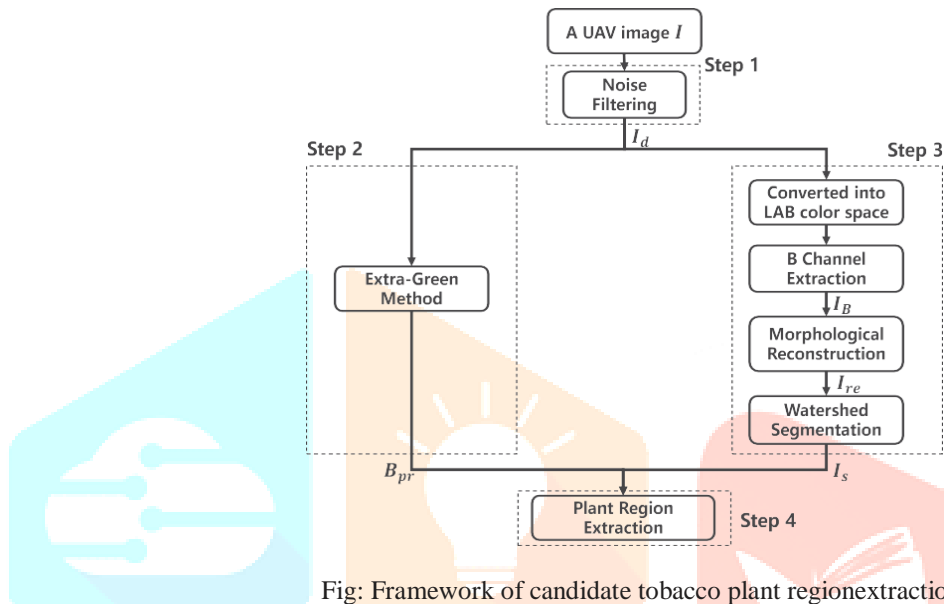 A UAV image I
Step 1
Noise
Filtering
I_d
Step 2
Extra-Green
Method
B_pr
Step 3
Converted into
LAB color space
B Channel
Extraction
I_B
Morphological
Reconstruction
I_re
Watershed
Segmentation
I_s
Plant Region
Extraction
Step 4
Fig: Framework of candidate tobacco plant regionextractio